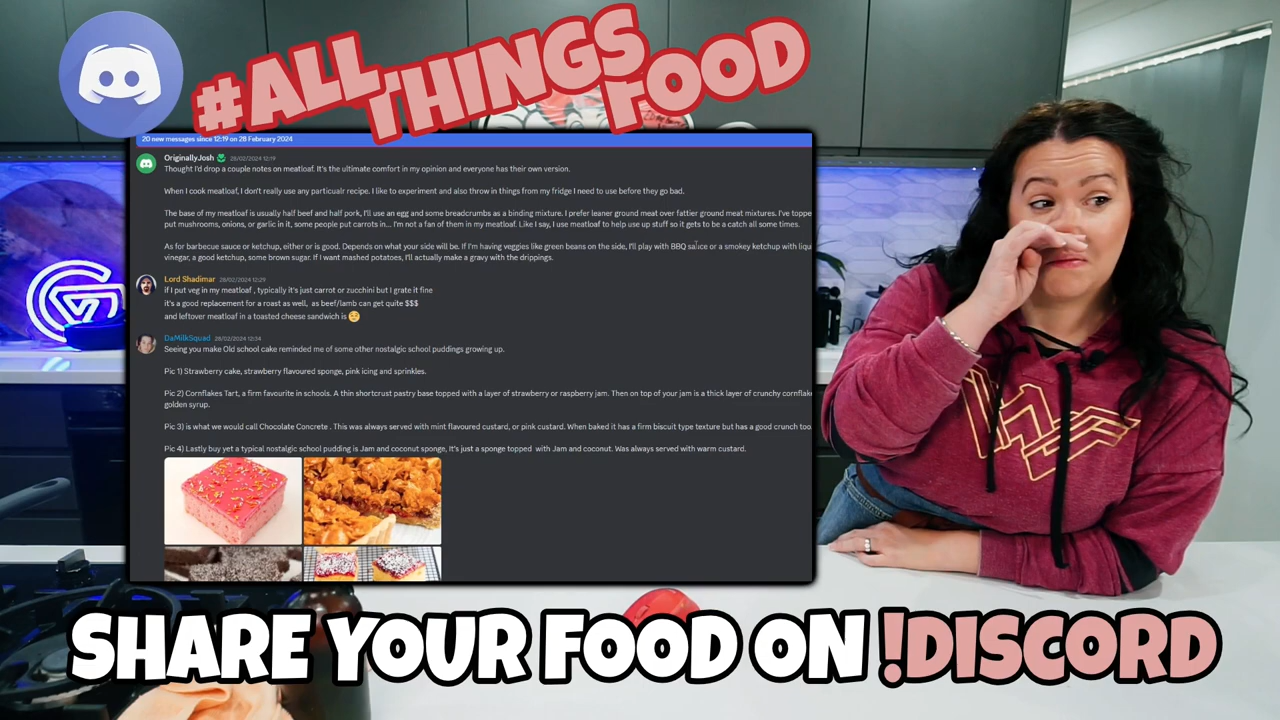 #ALL THINGS FOOD
20 new messages since 12:19 on 28 February 2024
OriginallyJosh 28/02/2024 12:19
Thought I'd drop a couple notes on meatloaf. It's the ultimate comfort in my opinion and everyone has their own version.
When I cook meatloaf, I don't really use any particualr recipe. I like to experiment and also throw in things from my fridge I need to use before they go bad.
The base of my meatloaf is usually half beef and half pork, I'll use an egg and some breadcrumbs as a binding mixture. I prefer leaner ground meat over fattier ground meat mixtures. I've toppe
put mushrooms, onions, or garlic in it, some people put carrots in... I'm not a fan of them in my meatloaf. Like I say, I use meatloaf to help use up stuff so it gets to be a catch all some times.
As for barbecue sauce or ketchup, either or is good. Depends on what your side will be. If I'm having veggies like green beans on the side, I'll play with BBQ sauce or a smokey ketchup with liqu
vinegar, a good ketchup, some brown sugar. If I want mashed potatoes, I'll actually make a gravy with the drippings.
Lord Shadimar 28/02/2024 12:29
if I put veg in my meatloaf , typically it's just carrot or zucchini but I grate it fine
it's a good replacement for a roast as well, as beef/lamb can get quite $$$
and leftover meatloaf in a toasted cheese sandwich is
DaMilkSquad 28/02/2024 12:34
Seeing you make Old school cake reminded me of some other nostalgic school puddings growing up.
Pic 1) Strawberry cake, strawberry flavoured sponge, pink icing and sprinkles.
Pic 2) Cornflakes Tart, a firm favourite in schools. A thin shortcrust pastry base topped with a layer of strawberry or raspberry jam. Then on top of your jam is a thick layer of crunchy cornflake
golden syrup.
Pic 3) is what we would call Chocolate Concrete . This was always served with mint flavoured custard, or pink custard. When baked it has a firm biscuit type texture but has a good crunch too.
Pic 4) Lastly buy yet a typical nostalgic school pudding is Jam and coconut sponge, It's just a sponge topped with Jam and coconut. Was always served with warm custard.
SHARE YOUR FOOD ON !DISCORD